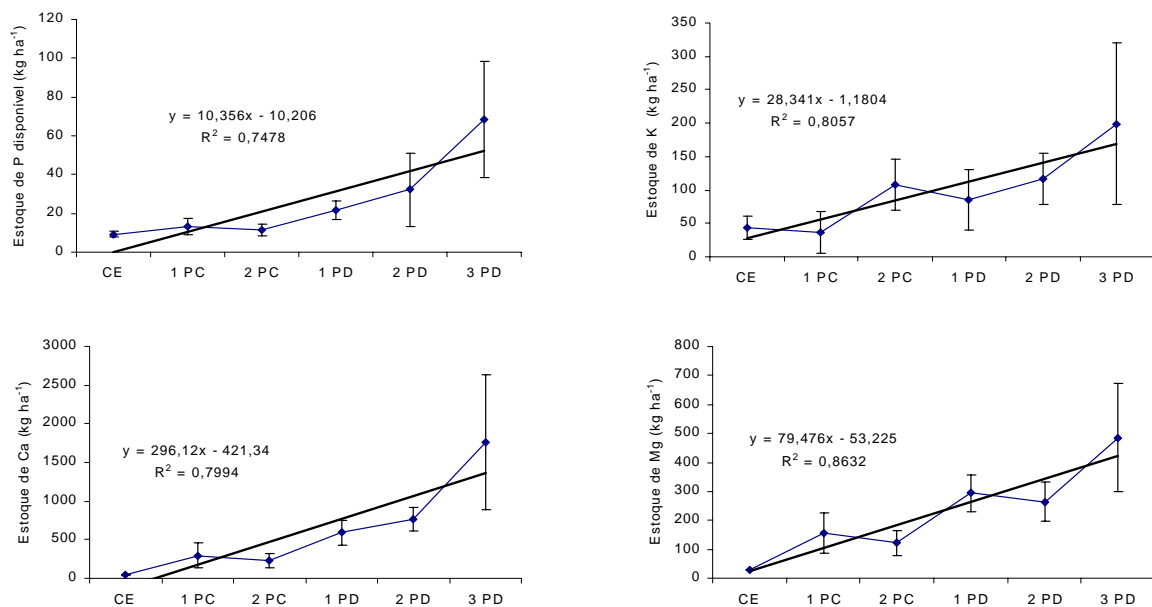 Estoque de P disponível (kg ha⁻¹)
120
100
80
60
40
20
0
y = 10,356x - 10,206
R² = 0,7478
CE 1 PC 2 PC 1 PD 2 PD 3 PD
Estoque de K (kg ha⁻¹)
350
300
250
200
150
100
50
0
y = 28,341x - 1,1804
R² = 0,8057
CE 1 PC 2 PC 1 PD 2 PD 3 PD
Estoque de Ca (kg ha⁻¹)
3000
2500
2000
1500
1000
500
0
y = 296,12x - 421,34
R² = 0,7994
CE 1 PC 2 PC 1 PD 2 PD 3 PD
Estoque de Mg (kg ha⁻¹)
800
700
600
500
400
300
200
100
0
y = 79,476x - 53,225
R² = 0,8632
CE 1 PC 2 PC 1 PD 2 PD 3 PD